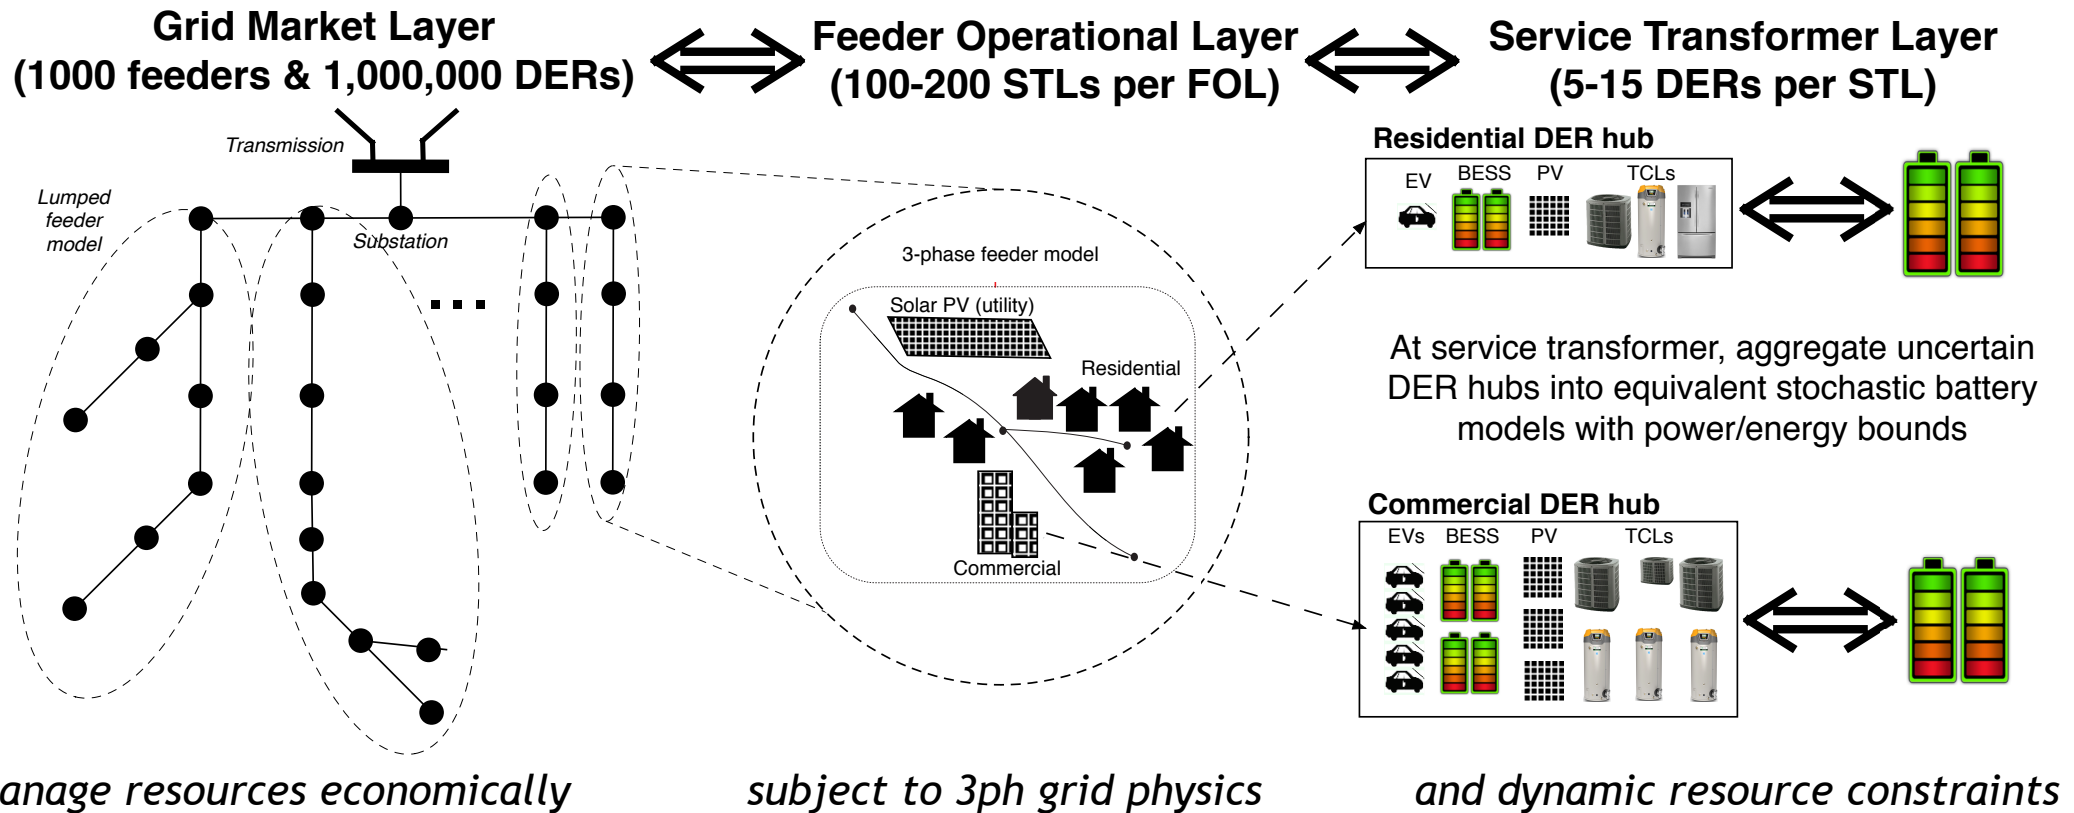 Grid Market Layer
(1000 feeders & 1,000,000 DERs)
Feeder Operational Layer
(100-200 STLs per FOL)
Service Transformer Layer
(5-15 DERs per STL)
Transmission
Lumped
feeder
model
Substation
3-phase feeder model
Solar PV (utility)
Residential
Commercial
Residential DER hub
EV
BESS
PV
TCLs
At service transformer, aggregate uncertain
DER hubs into equivalent stochastic battery
models with power/energy bounds
Commercial DER hub
EVs
BESS
PV
TCLs
anage resources economically
subject to 3ph grid physics
and dynamic resource constraints